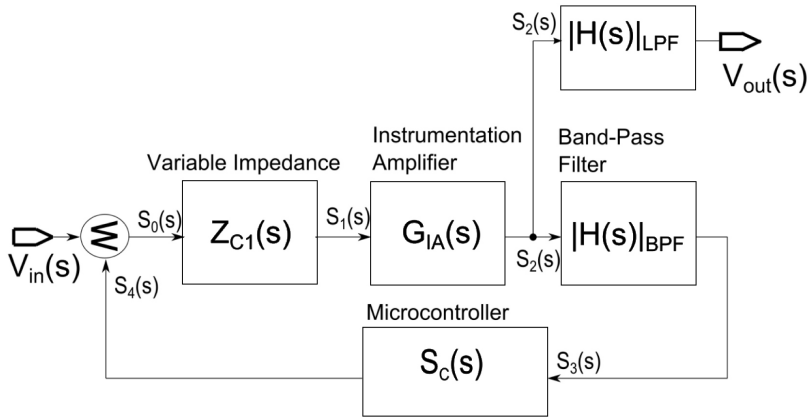 S₂(s)
|H(s)|LPF
Vout(s)
Instrumentation
Amplifier
Band-Pass
Filter
Variable Impedance
S₀(s)
ZC1(s)
S₁(s)
GIA(s)
S₂(s)
|H(s)|BPF
Vin(s)
S₄(s)
Microcontroller
Sc(s)
S₃(s)